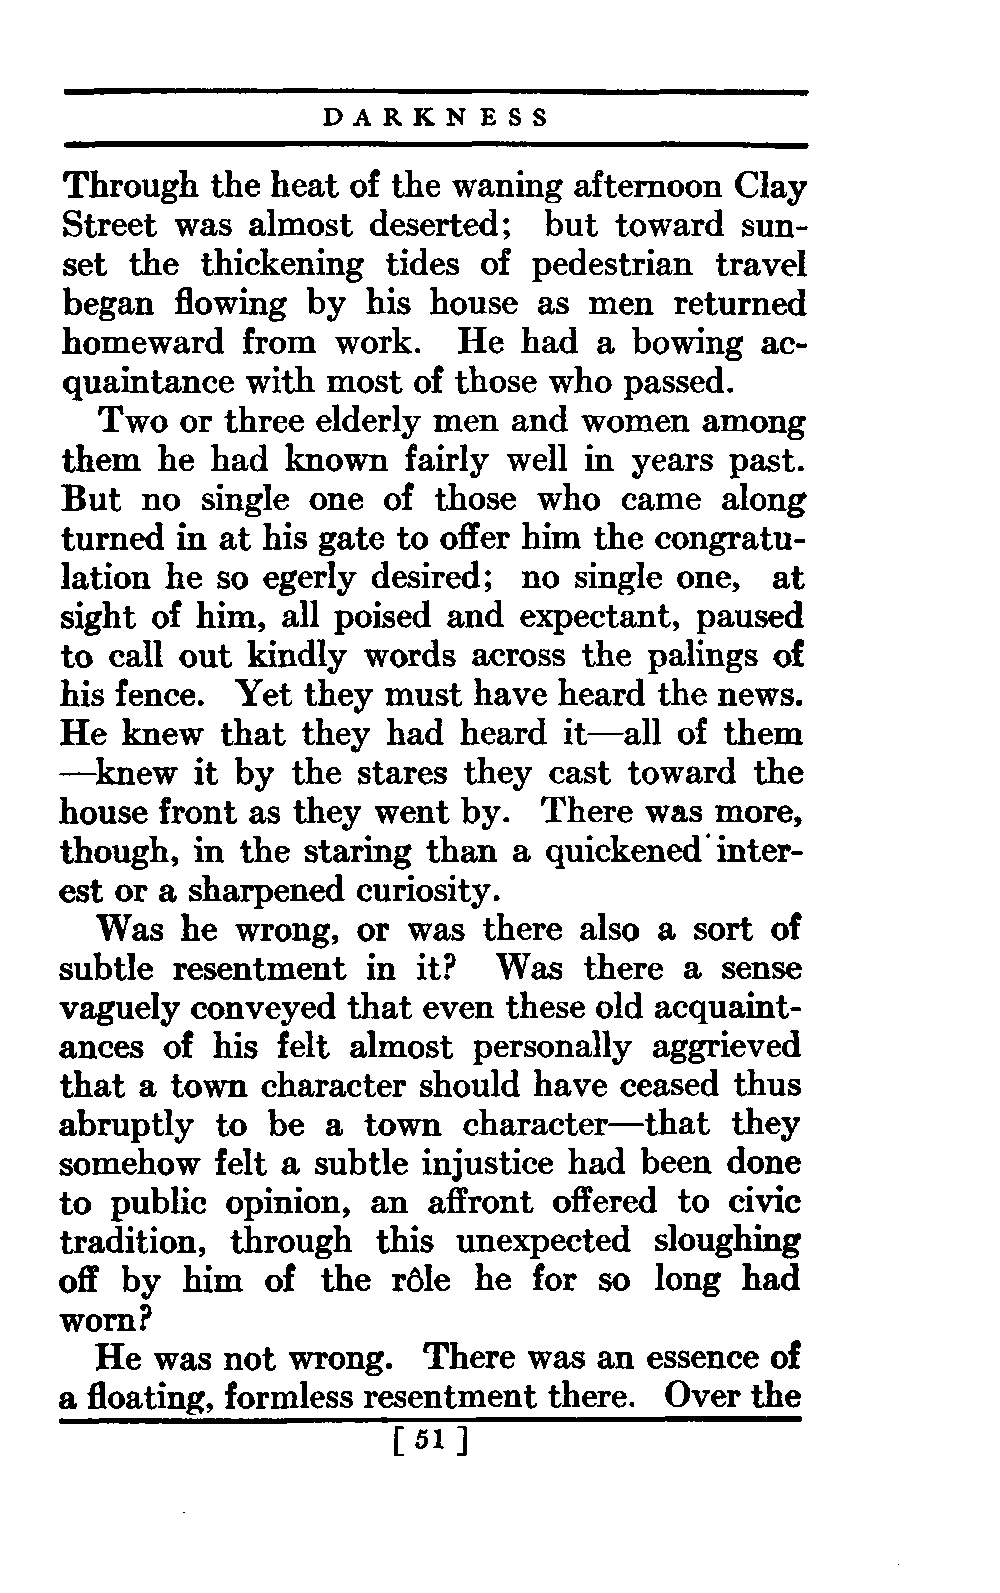 DARKNESS
Through the heat of the waning afternoon Clay
Street was almost deserted; but toward sun-
set the thickening tides of pedestrian travel
began flowing by his house as men returned
homeward from work. He had a bowing ac-
quaintance with most of those who passed.
Two or three elderly men and women among
them he had known fairly well in years past.
But no single one of those who came along
turned in at his gate to offer him the congratu-
lation he so egerly desired; no single one, at
sight of him, all poised and expectant, paused
to call out kindly words across the palings of
his fence. Yet they must have heard the news.
He knew that they had heard it—all of them
—knew it by the stares they cast toward the
house front as they went by. There was more,
though, in the staring than a quickened inter-
est or a sharpened curiosity.
Was he wrong, or was there also a sort of
subtle resentment in it? Was there a sense
vaguely conveyed that even these old acquaint-
ances of his felt almost personally aggrieved
that a town character should have ceased thus
abruptly to be a town character—that they
somehow felt a subtle injustice had been done
to public opinion, an affront offered to civic
tradition, through this unexpected sloughing
off by him of the rôle he for so long had
worn?
He was not wrong. There was an essence of
a floating, formless resentment there. Over the
[ 51 ]